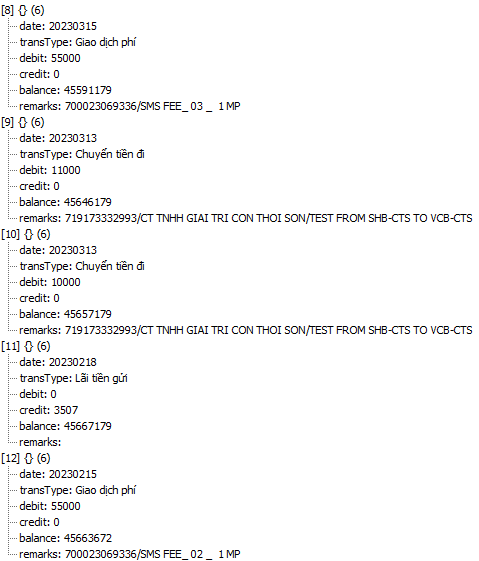 [8] {} (6)
date: 20230315
transType: Giao dịch phí
debit: 55000
credit: 0
balance: 45591179
remarks: 700023069336/SMS FEE_ 03 _  1 MP
[9] {} (6)
date: 20230313
transType: Chuyển tiền đi
debit: 11000
credit: 0
balance: 45646179
remarks: 719173332993/CT TNHH GIAI TRI CON THOI SON/TEST FROM SHB-CTS TO VCB-CTS
[10] {} (6)
date: 20230313
transType: Chuyển tiền đi
debit: 10000
credit: 0
balance: 45657179
remarks: 719173332993/CT TNHH GIAI TRI CON THOI SON/TEST FROM SHB-CTS TO VCB-CTS
[11] {} (6)
date: 20230218
transType: Lãi tiền gửi
debit: 0
credit: 3507
balance: 45667179
remarks:
[12] {} (6)
date: 20230215
transType: Giao dịch phí
debit: 55000
credit: 0
balance: 45663672
remarks: 700023069336/SMS FEE_ 02 _  1 MP